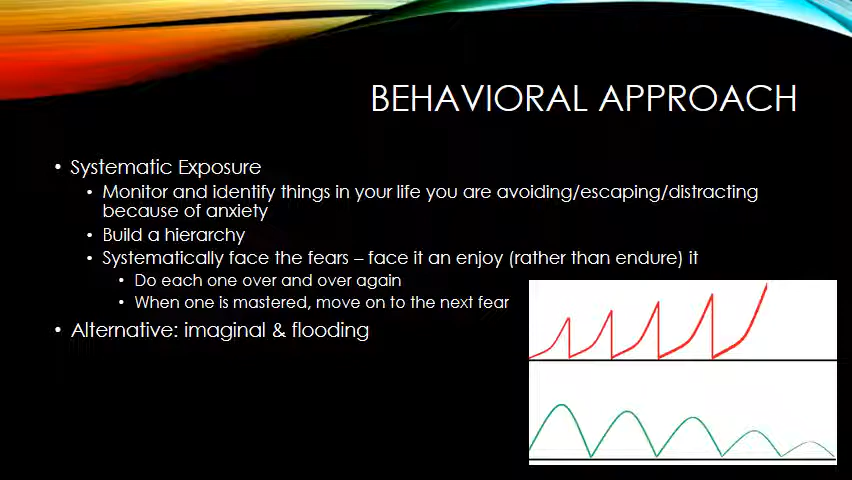 BEHAVIORAL APPROACH
• Systematic Exposure
• Monitor and identify things in your life you are avoiding/escaping/distracting
because of anxiety
• Build a hierarchy
• Systematically face the fears – face it an enjoy (rather than endure) it
• Do each one over and over again
• When one is mastered, move on to the next fear
• Alternative: imaginal & flooding